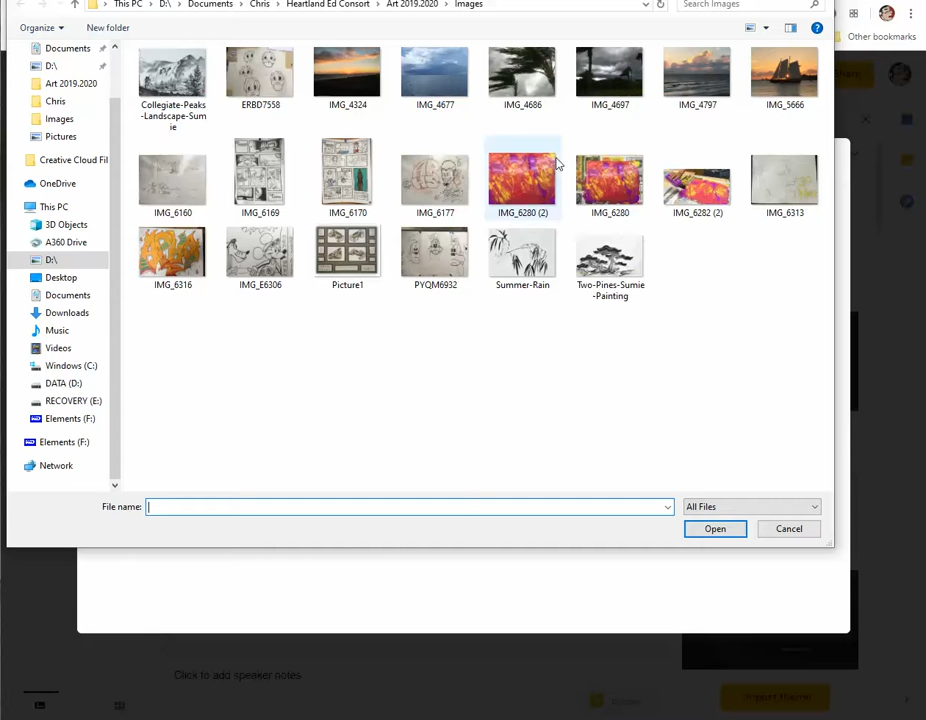 This PC > D:\ > Documents > Chris > Heartland Ed Consort > Art 2019.2020 > Images
Search Images
Organize
New folder
Other bookmarks
Documents
D:\
Art 2019.2020
Chris
Images
Pictures
Creative Cloud Fil
OneDrive
This PC
3D Objects
A360 Drive
D:\
Desktop
Documents
Downloads
Music
Videos
Windows (C:)
DATA (D:)
RECOVERY (E:)
Elements (F:)
Elements (F:)
Network
Collegiate-Peaks
-Landscape-Sum
ie
ERBD7558
IMG_4324
IMG_4677
IMG_4686
IMG_4697
IMG_4797
IMG_5666
IMG_6160
IMG_6169
IMG_6170
IMG_6177
IMG_6280 (2)
IMG_6280
IMG_6282 (2)
IMG_6313
IMG_6316
IMG_E6306
Picture1
PYQM6932
Summer-Rain
Two-Pines-Sumie
-Painting
File name:
All Files
Open
Cancel
Share
Click to add speaker notes